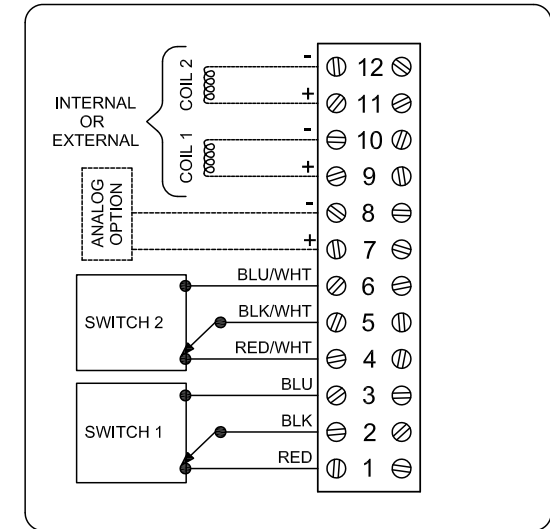 COIL 2
- 12
+ 11
INTERNAL
OR
EXTERNAL
COIL 1
- 10
+ 9
ANALOG
OPTION
- 8
+ 7
SWITCH 2
BLU/WHT 6
BLK/WHT 5
RED/WHT 4
SWITCH 1
BLU 3
BLK 2
RED 1